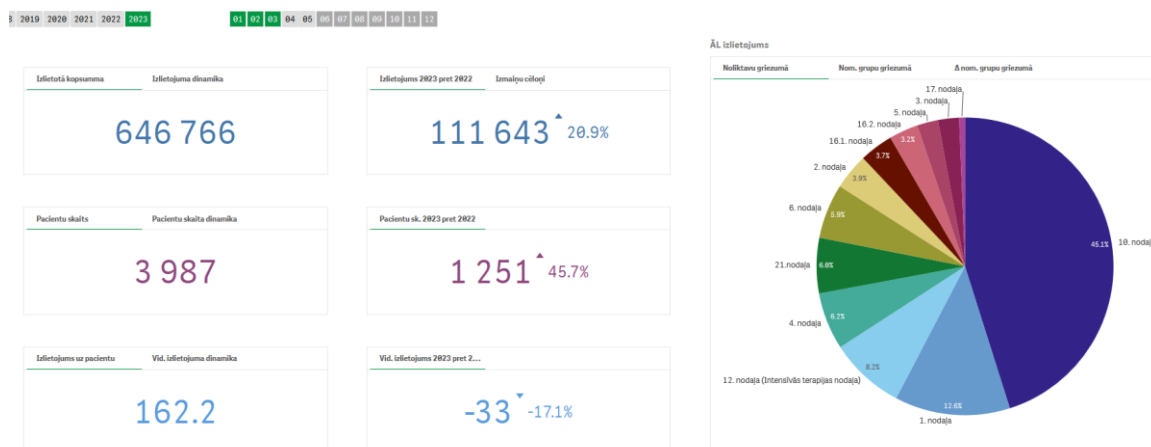 8 2019 2020 2021 2022 2023
01 02 03 04 05 06 07 08 09 10 11 12
Izlietotā kopsumma Izlietojuma dinamika
646 766
Izlietojums 2023 pret 2022 Izmaiņu cēloņi
111 643 20.9%
Pacientu skaits Pacientu skaita dinamika
3 987
Pacientu sk. 2023 pret 2022
1 251 45.7%
Izlietojums uz pacientu Vid. izlietojuma dinamika
162.2
Vid. izlietojums 2023 pret 2...
-33 -17.1%
ĀL izlietojums
Noliktavu griezumā Nom. grupu griezumā Δ nom. grupu griezumā
17. nodaļa
3. nodaļa
5. nodaļa
16.2. nodaļa
3.2%
16.1. nodaļa
3.7%
2. nodaļa
6. nodaļa
45.1%
10. nodaļ
21.nodaļa
6.0%
4. nodaļa
6.2%
12. nodaļa (Intensīvās terapijas nodaļa)
8.2%
12.6%
1. nodaļa